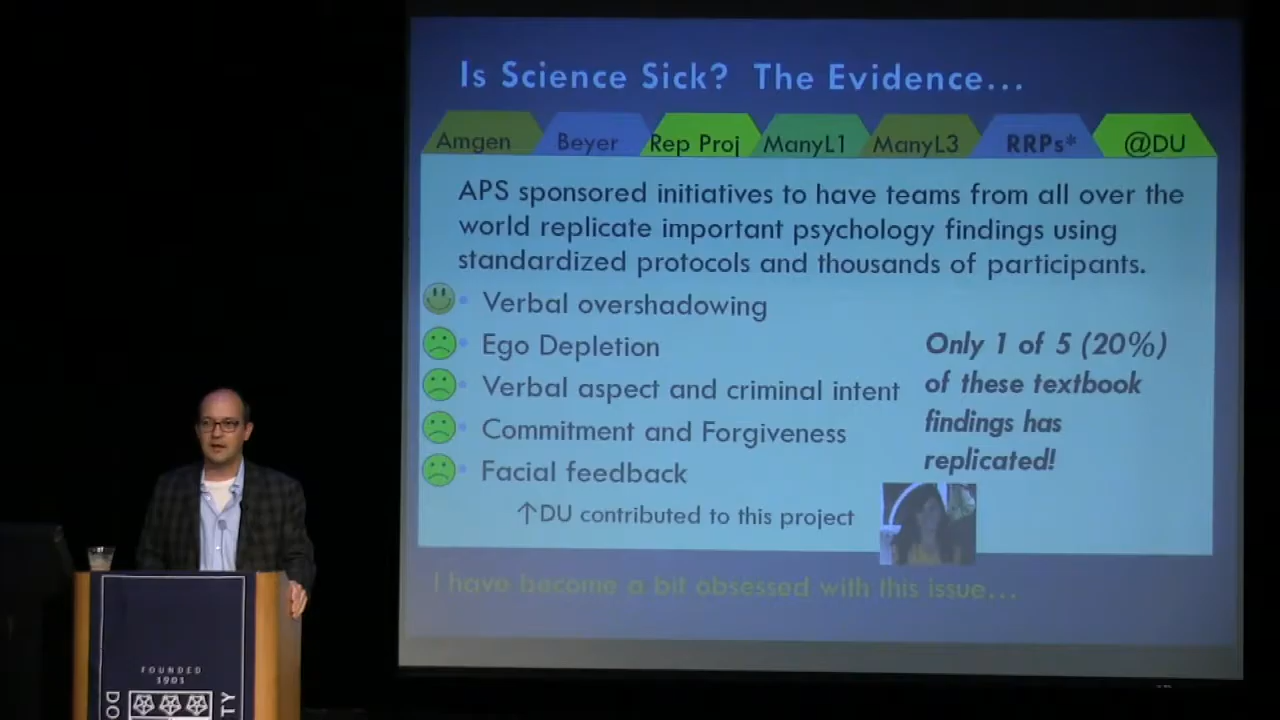 Is Science Sick? The Evidence...
Amgen Beyer Rep Proj ManyL1 ManyL3 RRPs* @DU
APS sponsored initiatives to have teams from all over the
world replicate important psychology findings using
standardized protocols and thousands of participants.
• Verbal overshadowing
• Ego Depletion
• Verbal aspect and criminal intent
• Commitment and Forgiveness
• Facial feedback
↑DU contributed to this project
Only 1 of 5 (20%)
of these textbook
findings has
replicated!
I have become a bit obsessed with this issue...
FOUNDED
1901
DO
TY